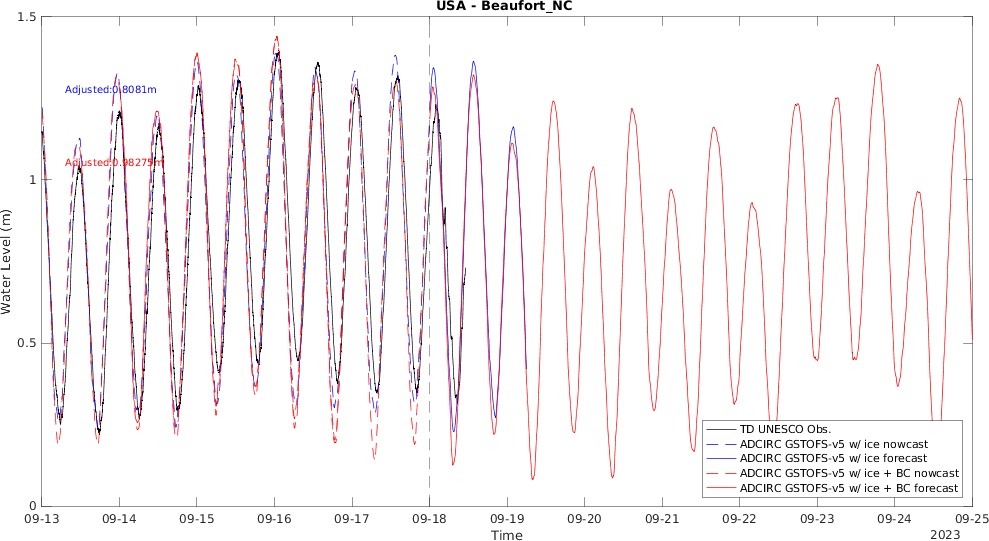 USA - Beaufort_NC
1.5
Adjusted:0.8081m
Adjusted:0.98275m
1
Water Level (m)
0.5
TD UNESCO Obs.
ADCIRC GSTOFS-v5 w/ ice nowcast
ADCIRC GSTOFS-v5 w/ ice forecast
ADCIRC GSTOFS-v5 w/ ice + BC nowcast
ADCIRC GSTOFS-v5 w/ ice + BC forecast
0
09-13 09-14 09-15 09-16 09-17 09-18 09-19 09-20 09-21 09-22 09-23 09-24 09-25
Time
2023